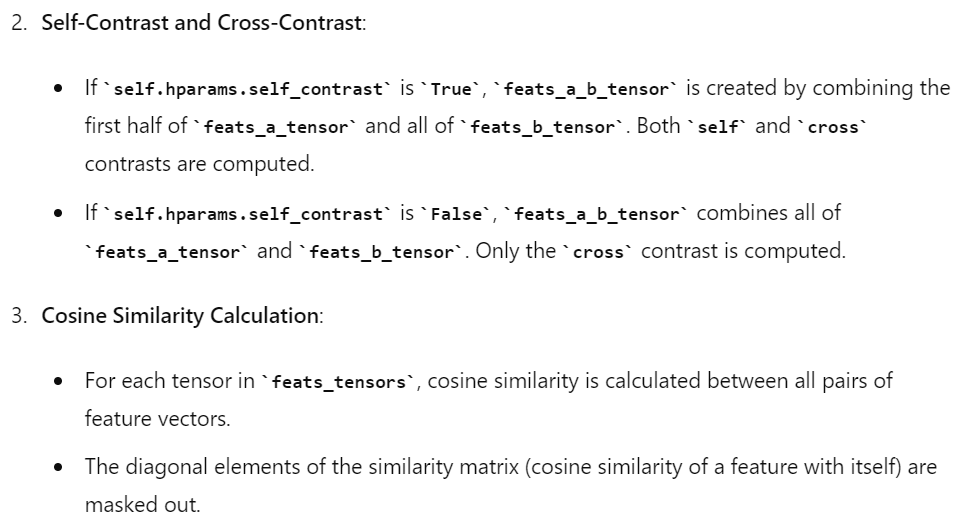 2. Self-Contrast and Cross-Contrast:
• If `self.hparams.self_contrast` is `True`, `feats_a_b_tensor` is created by combining the
first half of `feats_a_tensor` and all of `feats_b_tensor`. Both `self` and `cross`
contrasts are computed.
• If `self.hparams.self_contrast` is `False`, `feats_a_b_tensor` combines all of
`feats_a_tensor` and `feats_b_tensor`. Only the `cross` contrast is computed.
3. Cosine Similarity Calculation:
• For each tensor in `feats_tensors`, cosine similarity is calculated between all pairs of
feature vectors.
• The diagonal elements of the similarity matrix (cosine similarity of a feature with itself) are
masked out.